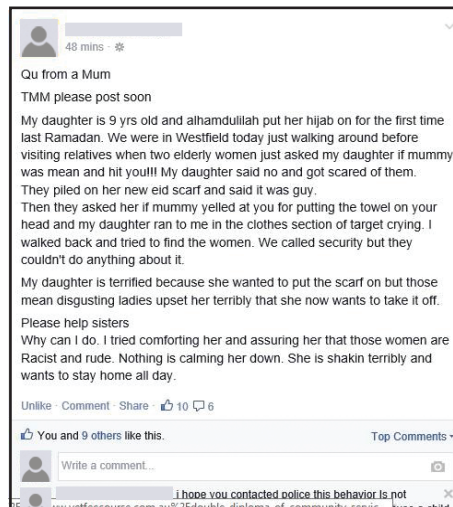 48 mins
Qu from a Mum
TMM please post soon
My daughter is 9 yrs old and alhamdulilah put her hijab on for the first time
last Ramadan. We were in Westfield today just walking around before
visiting relatives when two elderly women just asked my daughter if mummy
was mean and hit you!!! My daughter said no and got scared of them.
They piled on her new eid scarf and said it was guy.
Then they asked her if mummy yelled at you for putting the towel on your
head and my daughter ran to me in the clothes section of target crying. I
walked back and tried to find the women. We called security but they
couldn't do anything about it.
My daughter is terrified because she wanted to put the scarf on but those
mean disgusting ladies upset her terribly that she now wants to take it off.
Please help sisters
Why can I do. I tried comforting her and assuring her that those women are
Racist and rude. Nothing is calming her down. She is shakin terribly and
wants to stay home all day.
Unlike · Comment · Share · 10 6
You and 9 others like this. Top Comments
Write a comment...
i hope you contacted police this behavior Is not